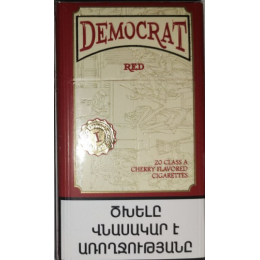 DEMOCRAT
RED
20 CLASS A
CHERRY FLAVORED
CIGARETTES
ԾԽԵԼԸ
ՎՆԱՍԱԿԱՐ Է
ԱՌՈՂՋՈՒԹՅԱՆԸ